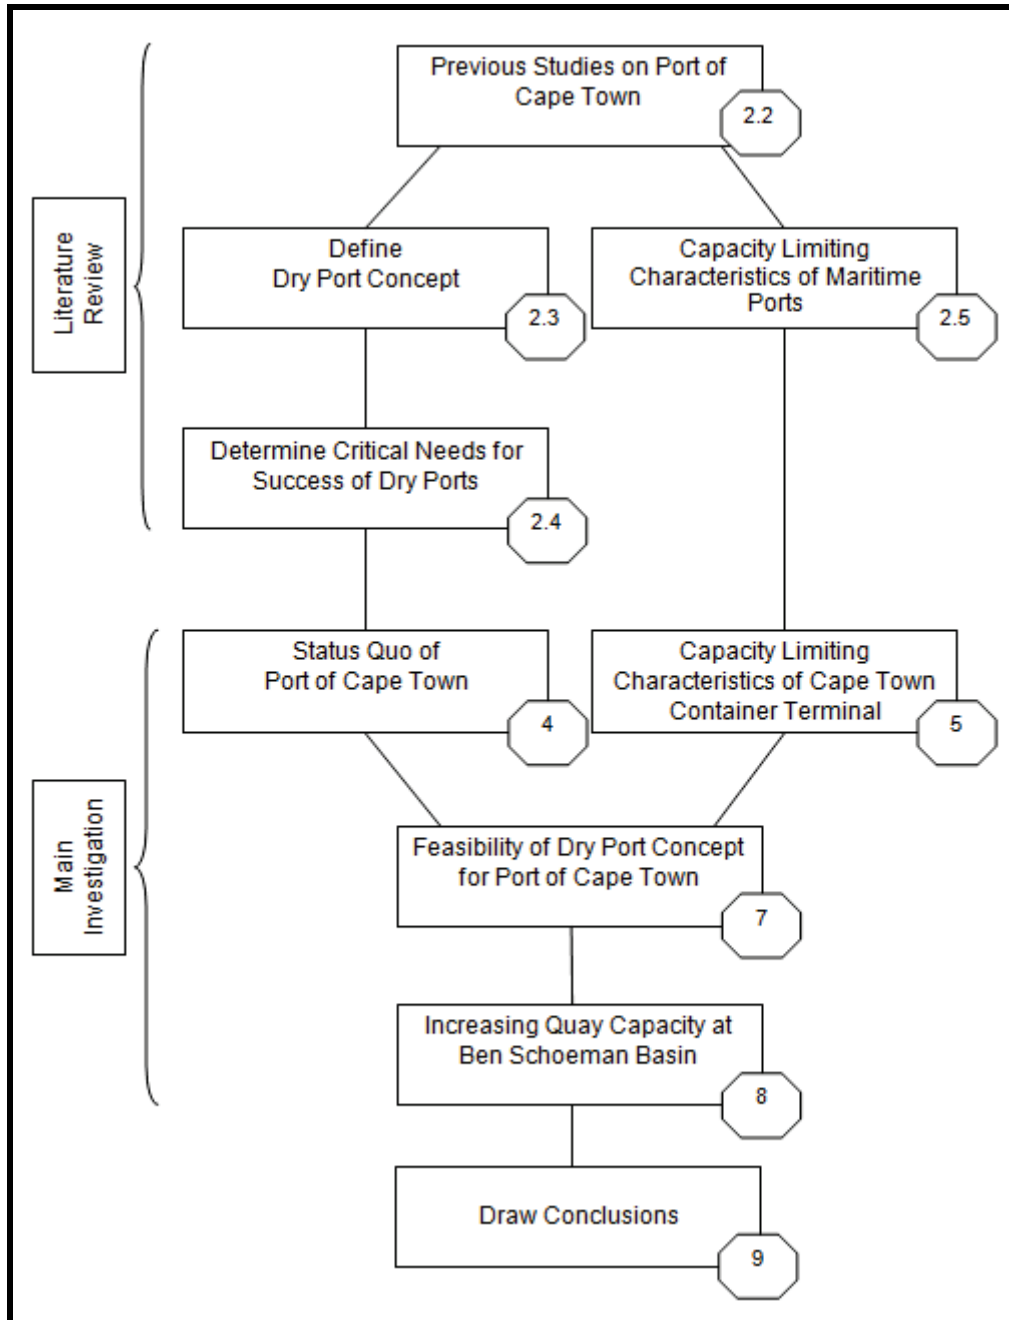 Previous Studies on Port of
Cape Town
2.2
Literature
Review
Define
Dry Port Concept
2.3
Capacity Limiting
Characteristics of Maritime
Ports
2.5
Determine Critical Needs for
Success of Dry Ports
2.4
Main
Investigation
Status Quo of
Port of Cape Town
4
Capacity Limiting
Characteristics of Cape Town
Container Terminal
5
Feasibility of Dry Port Concept
for Port of Cape Town
7
Increasing Quay Capacity at
Ben Schoeman Basin
8
Draw Conclusions
9